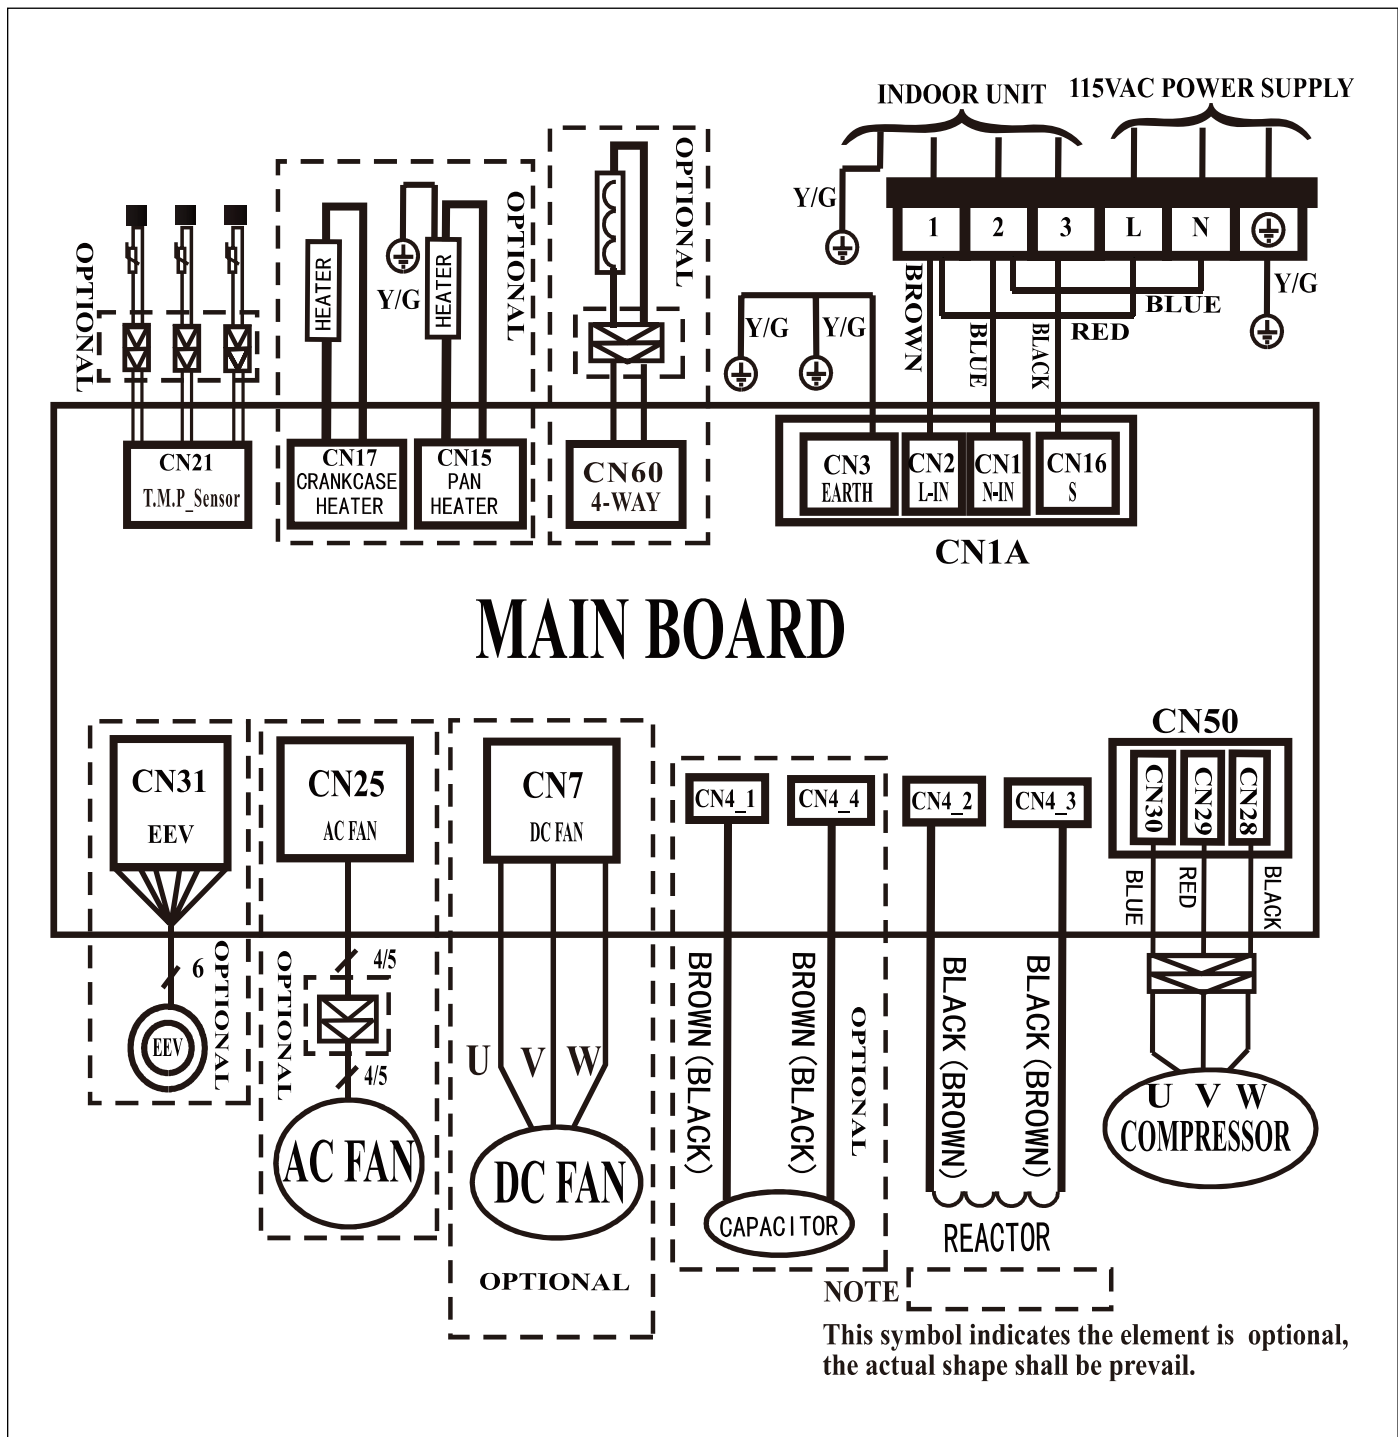 INDOOR UNIT
115VAC POWER SUPPLY
Y/G
1
2
3
L
N
Y/G
BROWN
BLUE
BLACK
RED
BLUE
Y/G
Y/G
OPTIONAL
HEATER
Y/G
HEATER
OPTIONAL
OPTIONAL
CN21
T.M.P_Sensor
CN17
CRANKCASE
HEATER
CN15
PAN
HEATER
CN60
4-WAY
CN3
EARTH
CN2
L-IN
CN1
N-IN
CN16
S
CN1A
MAIN BOARD
CN31
EEV
6
OPTIONAL
EEV
CN25
AC FAN
4/5
OPTIONAL
4/5
AC FAN
CN7
DC FAN
U
V
W
DC FAN
OPTIONAL
CN4_1
CN4_4
BROWN(BLACK)
BROWN(BLACK)
OPTIONAL
CAPACITOR
CN4_2
CN4_3
BLACK(BROWN)
BLACK(BROWN)
REACTOR
CN50
CN30
CN29
CN28
BLUE
RED
BLACK
U V W
COMPRESSOR
NOTE
This symbol indicates the element is optional,
the actual shape shall be prevail.